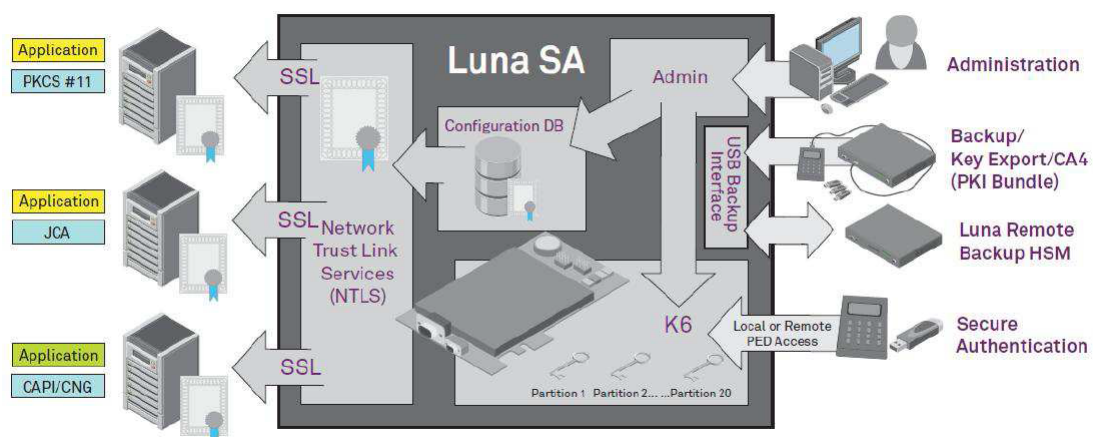 Application
PKCS #11
Application
JCA
Application
CAPI/CNG
SSL
SSL
SSL
Network
Trust Link
Services
(NTLS)
Luna SA
Configuration DB
Admin
USB Backup
Interface
K6
Partition 1 Partition 2... ...Partition 20
Local or Remote
PED Access
Administration
Backup/
Key Export/CA4
(PKI Bundle)
Luna Remote
Backup HSM
Secure
Authentication